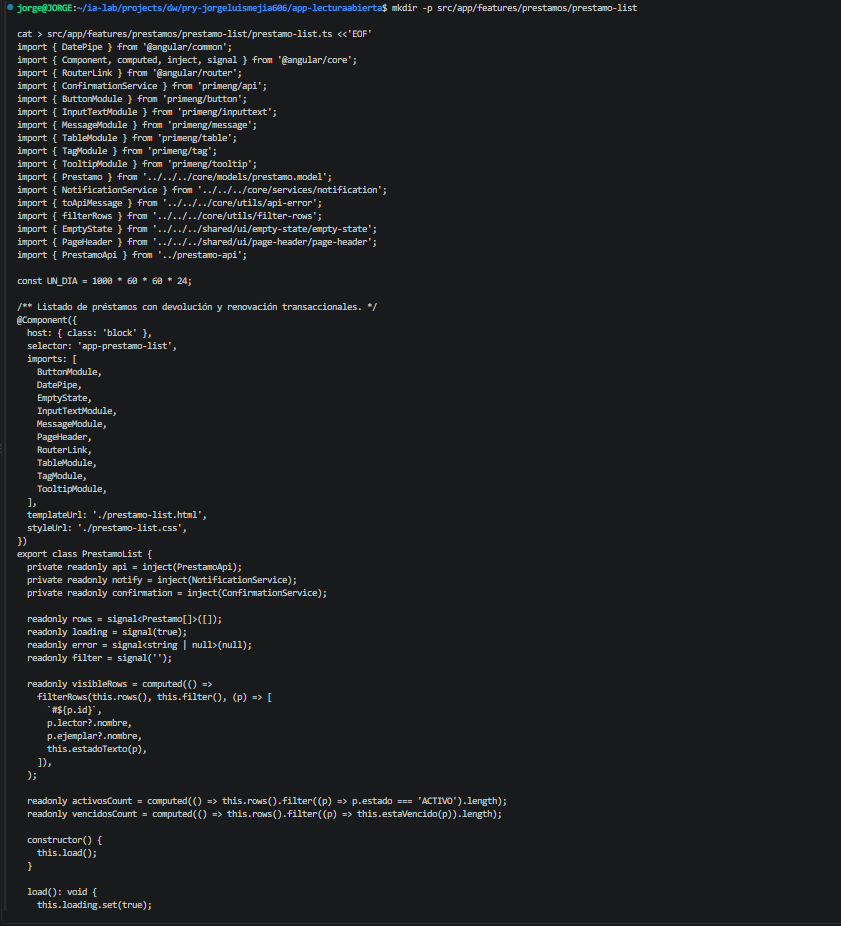 jorge@JORGE:~/ia-lab/projects/dw/pry-jorgeluismejia606/app-lecturaabierta$ mkdir -p src/app/features/prestamos/prestamo-list

cat > src/app/features/prestamos/prestamo-list/prestamo-list.ts <<'EOF'
import { DatePipe } from '@angular/common';
import { Component, computed, inject, signal } from '@angular/core';
import { RouterLink } from '@angular/router';
import { ConfirmationService } from 'primeng/api';
import { ButtonModule } from 'primeng/button';
import { InputTextModule } from 'primeng/inputtext';
import { MessageModule } from 'primeng/message';
import { TableModule } from 'primeng/table';
import { TagModule } from 'primeng/tag';
import { TooltipModule } from 'primeng/tooltip';
import { Prestamo } from '../../../core/models/prestamo.model';
import { NotificationService } from '../../../core/services/notification';
import { toApiMessage } from '../../../core/utils/api-error';
import { filterRows } from '../../../core/utils/filter-rows';
import { EmptyState } from '../../../shared/ui/empty-state/empty-state';
import { PageHeader } from '../../../shared/ui/page-header/page-header';
import { PrestamoApi } from '../prestamo-api';

const UN_DIA = 1000 * 60 * 60 * 24;

/** Listado de préstamos con devolución y renovación transaccionales. */
@Component({
  host: { class: 'block' },
  selector: 'app-prestamo-list',
  imports: [
    ButtonModule,
    DatePipe,
    EmptyState,
    InputTextModule,
    MessageModule,
    PageHeader,
    RouterLink,
    TableModule,
    TagModule,
    TooltipModule,
  ],
  templateUrl: './prestamo-list.html',
  styleUrl: './prestamo-list.css',
})
export class PrestamoList {
  private readonly api = inject(PrestamoApi);
  private readonly notify = inject(NotificationService);
  private readonly confirmation = inject(ConfirmationService);

  readonly rows = signal<Prestamo[]>([]);
  readonly loading = signal(true);
  readonly error = signal<string | null>(null);
  readonly filter = signal('');

  readonly visibleRows = computed(() =>
    filterRows(this.rows(), this.filter(), (p) => [
      `#${p.id}`,
      p.lector?.nombre,
      p.ejemplar?.nombre,
      this.estadoTexto(p),
    ]),
  );

  readonly activosCount = computed(() => this.rows().filter((p) => p.estado === 'ACTIVO').length);
  readonly vencidosCount = computed(() => this.rows().filter((p) => this.estaVencido(p)).length);

  constructor() {
    this.load();
  }

  load(): void {
    this.loading.set(true);